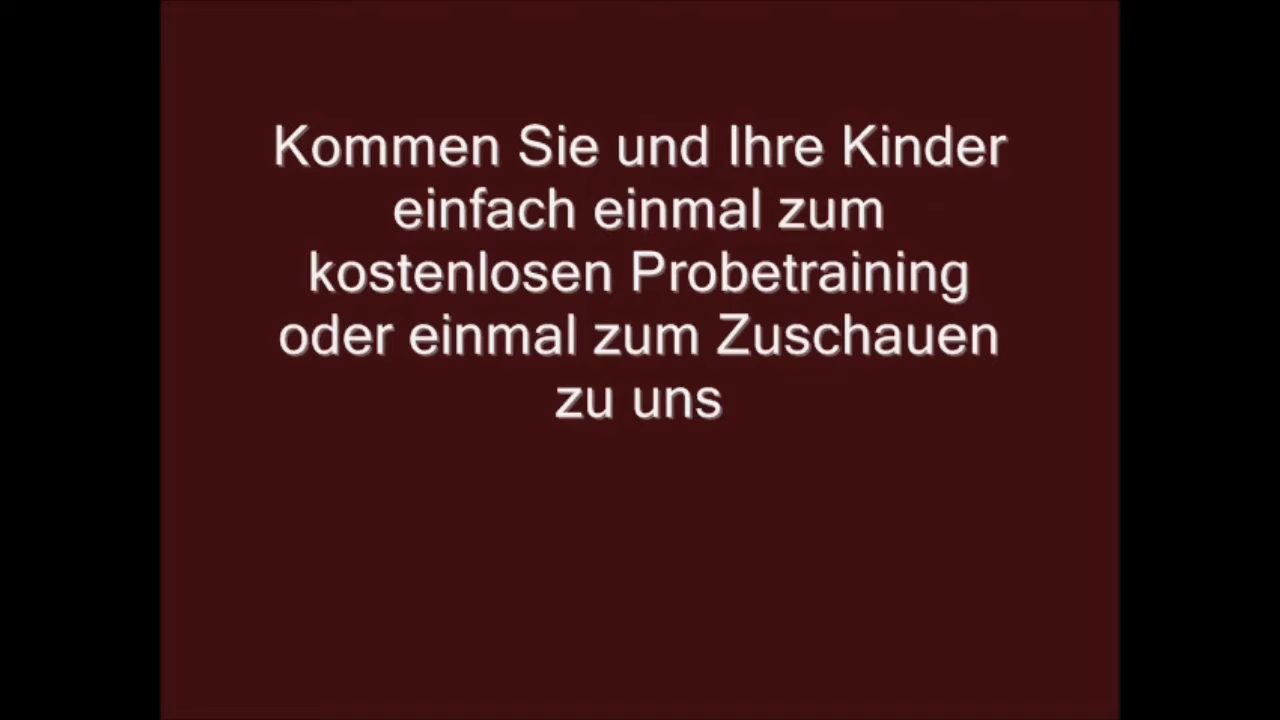 Kommen Sie und Ihre Kinder
einfach einmal zum
kostenlosen Probetraining
oder einmal zum Zuschauen
zu uns